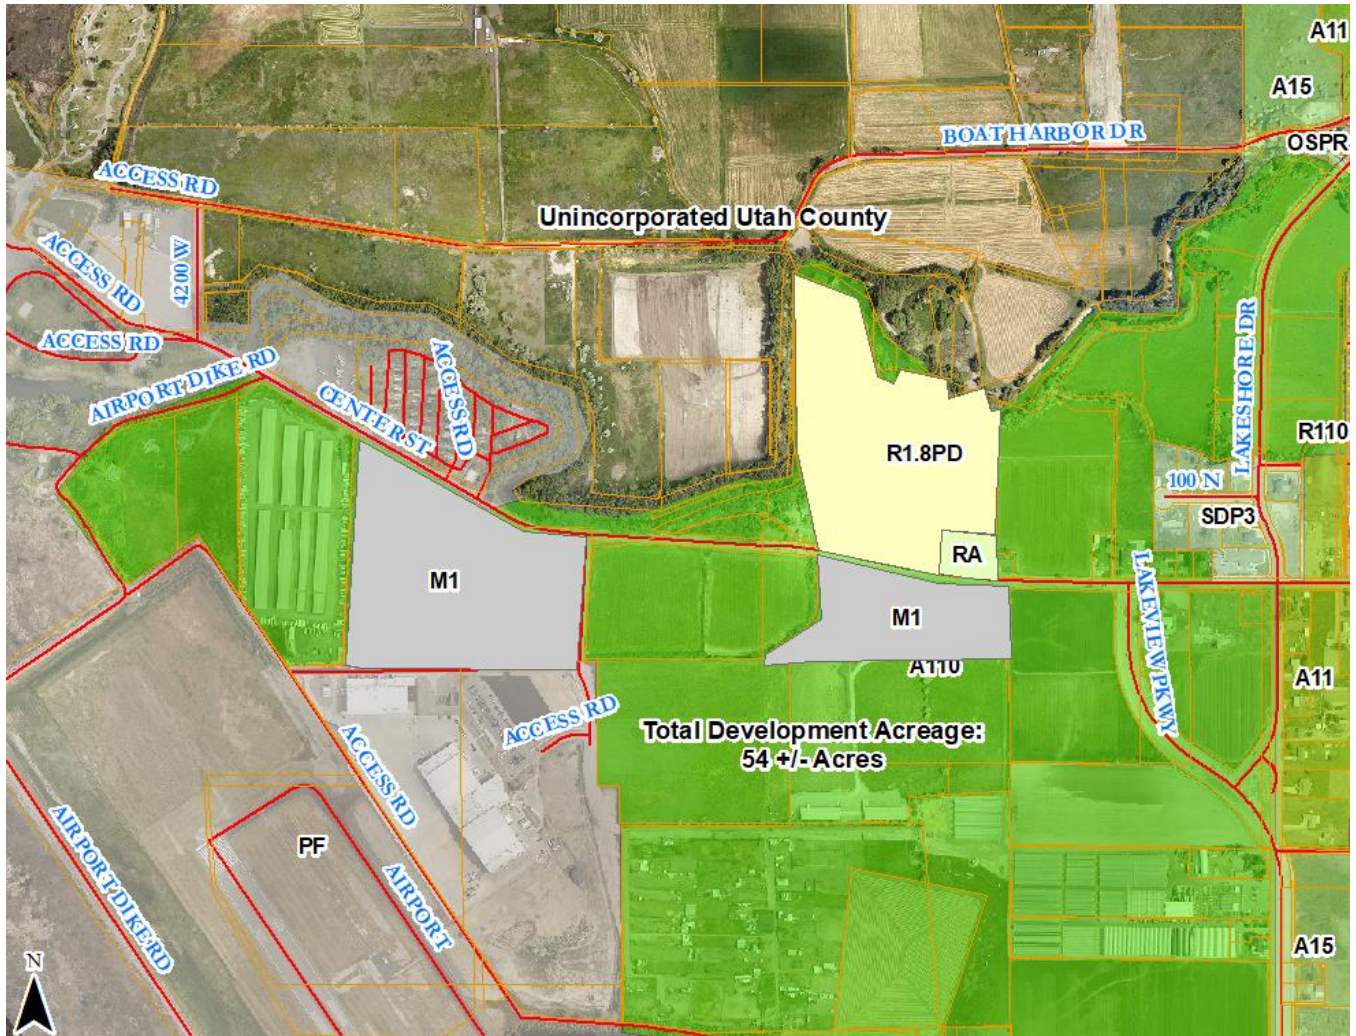 A11
A15
BOAT HARBOR DR
OSPR
ACCESS RD
Unincorporated Utah County
ACCESS RD
4200 W
ACCESS RD
AIRPORT DIKE RD
ACCESS RD
CENTER ST
LAKESHORE DR
R110
R1.8PD
100 N
SDP3
RA
M1
M1
LAKEVIEW PKWY
A110
A11
ACCESS RD
Total Development Acreage:
54 +/- Acres
ACCESS RD
AIRPORT DIKE RD
PF
AIRPORT
A15
N